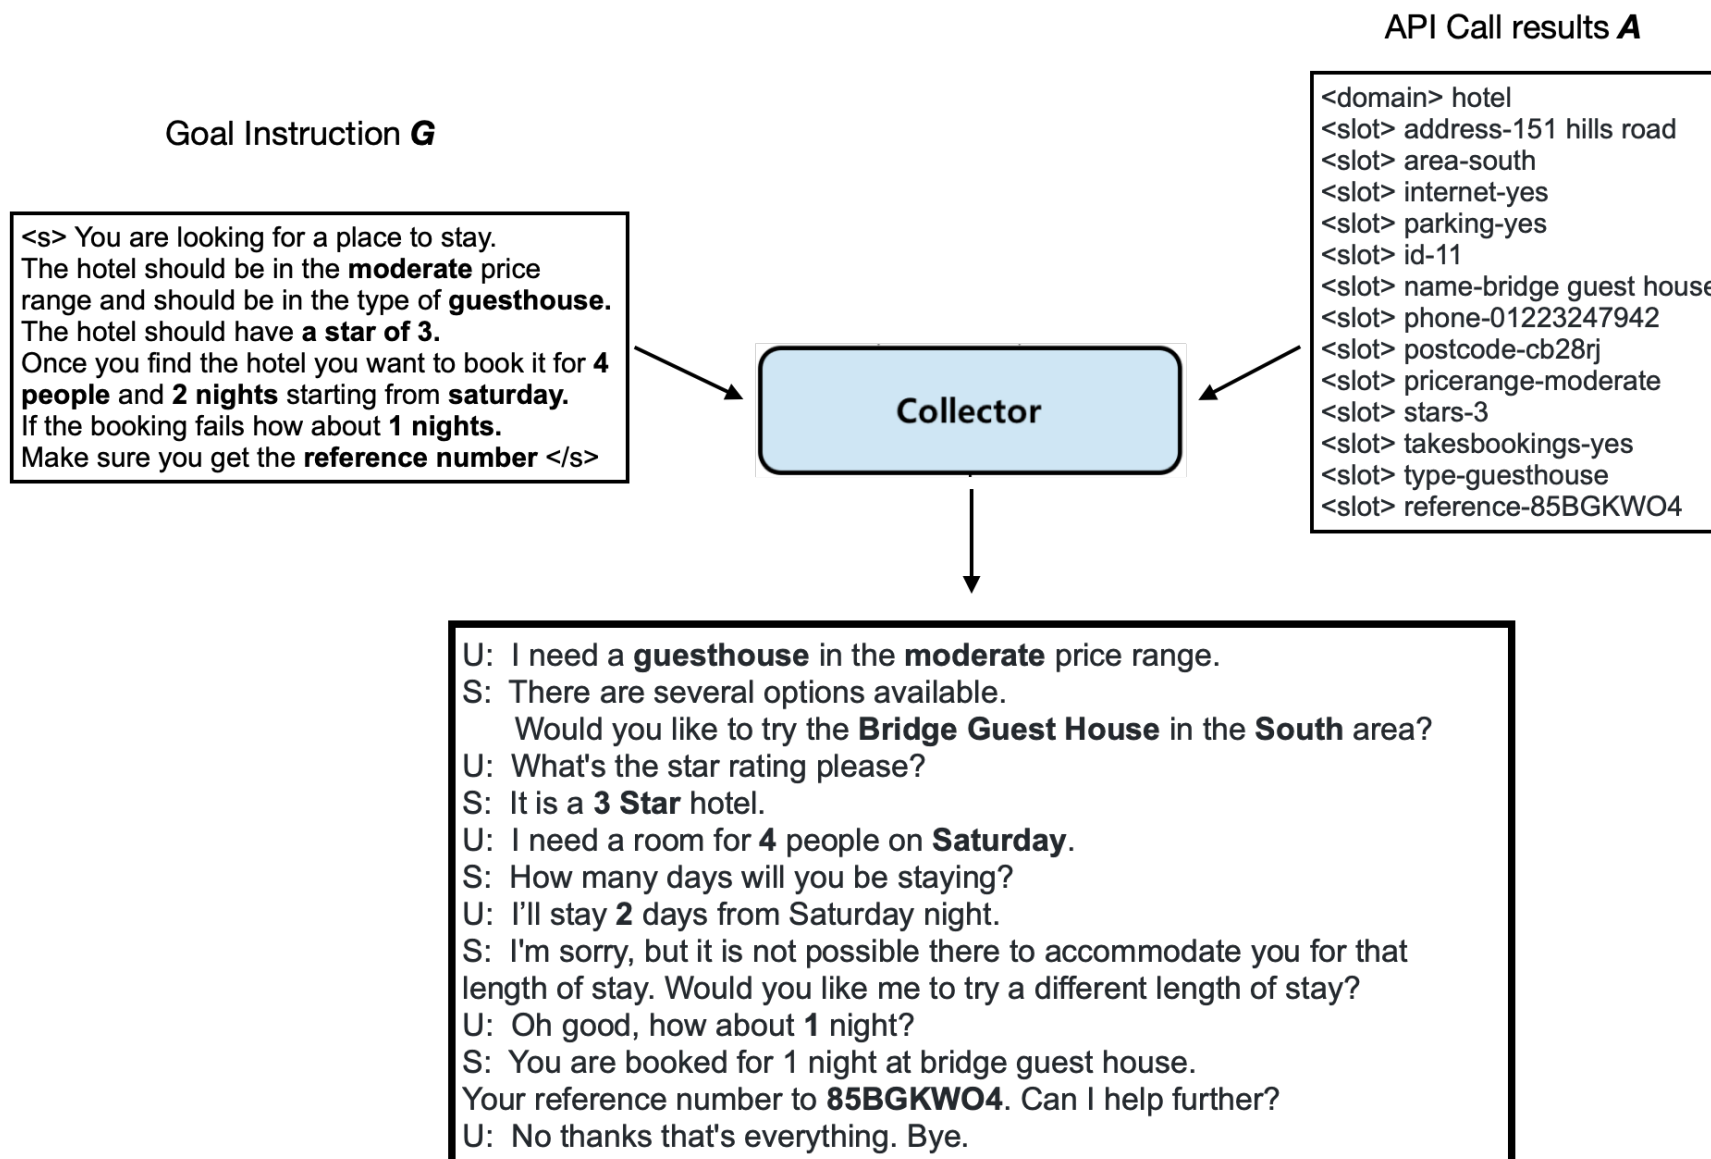 API Call results A
Goal Instruction G
<s> You are looking for a place to stay.
The hotel should be in the moderate price
range and should be in the type of guesthouse.
The hotel should have a star of 3.
Once you find the hotel you want to book it for 4
people and 2 nights starting from saturday.
If the booking fails how about 1 nights.
Make sure you get the reference number </s>
<domain> hotel
<slot> address-151 hills road
<slot> area-south
<slot> internet-yes
<slot> parking-yes
<slot> id-11
<slot> name-bridge guest house
<slot> phone-01223247942
<slot> postcode-cb28rj
<slot> pricerange-moderate
<slot> stars-3
<slot> takesbookings-yes
<slot> type-guesthouse
<slot> reference-85BGKWO4
Collector
U: I need a guesthouse in the moderate price range.
S: There are several options available.
Would you like to try the Bridge Guest House in the South area?
U: What's the star rating please?
S: It is a 3 Star hotel.
U: I need a room for 4 people on Saturday.
S: How many days will you be staying?
U: I’ll stay 2 days from Saturday night.
S: I'm sorry, but it is not possible there to accommodate you for that
length of stay. Would you like me to try a different length of stay?
U: Oh good, how about 1 night?
S: You are booked for 1 night at bridge guest house.
Your reference number to 85BGKWO4. Can I help further?
U: No thanks that's everything. Bye.